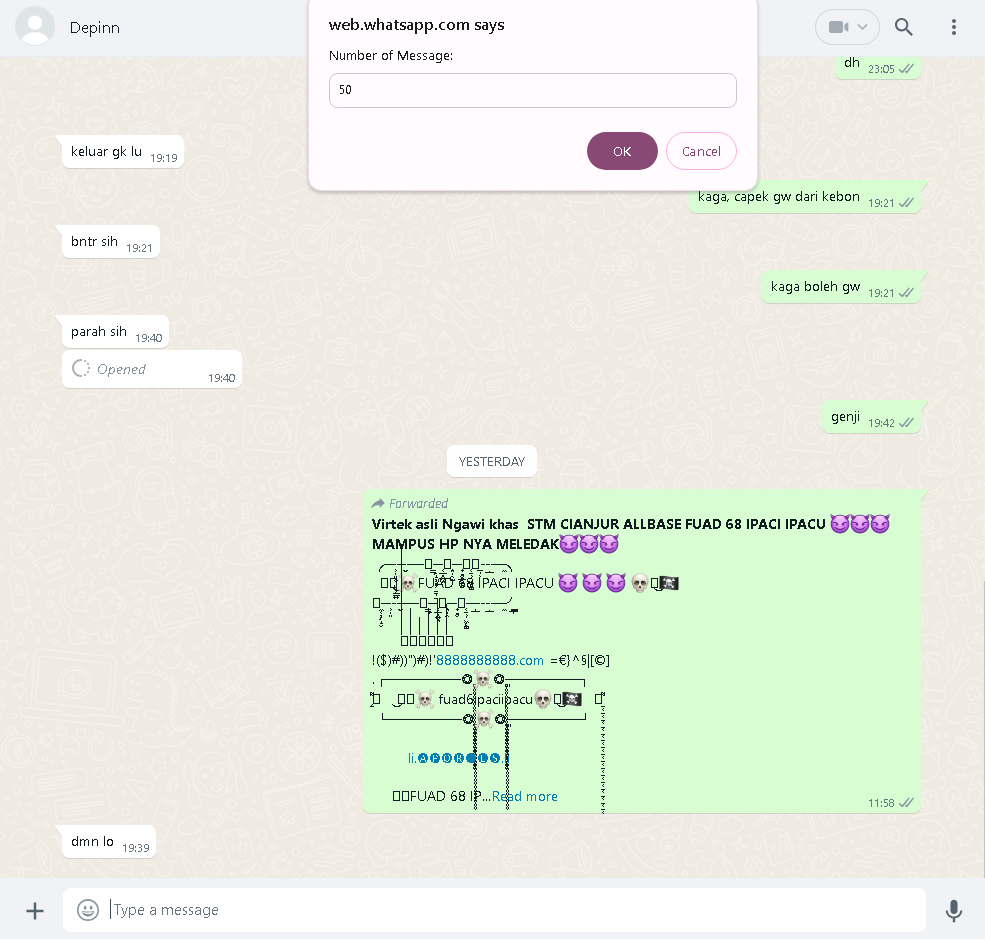 Depinn
web.whatsapp.com says
Number of Message:
50
OK
Cancel
dh 23:05
keluar gk lu 19:19
kaga, capek gw dari kebon 19:21
bntr sih 19:21
kaga boleh gw 19:21
parah sih 19:40
Opened 19:40
genji 19:42
YESTERDAY
Forwarded
Virtek asli Ngawi khas STM CIANJUR ALLBASE FUAD 68 IPACI IPACU 😈😈😈
MAMPUS HP NYA MELEDAK😈😈😈
☠️FUAD 68 IPACI IPACU 😈 😈 😈 💀 🏴‍☠️
!($)#))")#)!'8888888888.com =€}^§|[©]
☠️ fuad6ipaciipacu💀 🏴‍☠️
FUAD 68 IP...Read more
11:58
dmn lo 19:39
Type a message